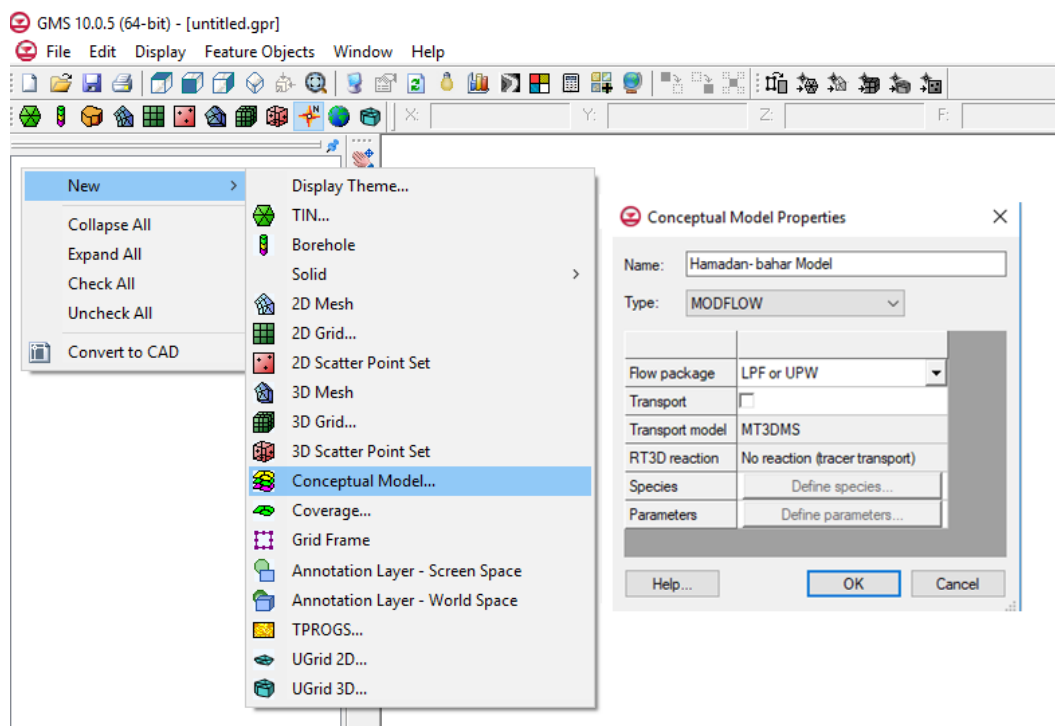 GMS 10.0.5 (64-bit) - [untitled.gpr]
File Edit Display Feature Objects Window Help
X: Y: Z: F:
New
Collapse All
Expand All
Check All
Uncheck All
Convert to CAD
Display Theme...
TIN...
Borehole
Solid
2D Mesh
2D Grid...
2D Scatter Point Set
3D Mesh
3D Grid...
3D Scatter Point Set
Conceptual Model...
Coverage...
Grid Frame
Annotation Layer - Screen Space
Annotation Layer - World Space
TPROGS...
UGrid 2D...
UGrid 3D...
Conceptual Model Properties
Name: Hamadan-bahar Model
Type: MODFLOW
Flow package LPF or UPW
Transport
Transport model MT3DMS
RT3D reaction No reaction (tracer transport)
Species Define species...
Parameters Define parameters...
Help... OK Cancel